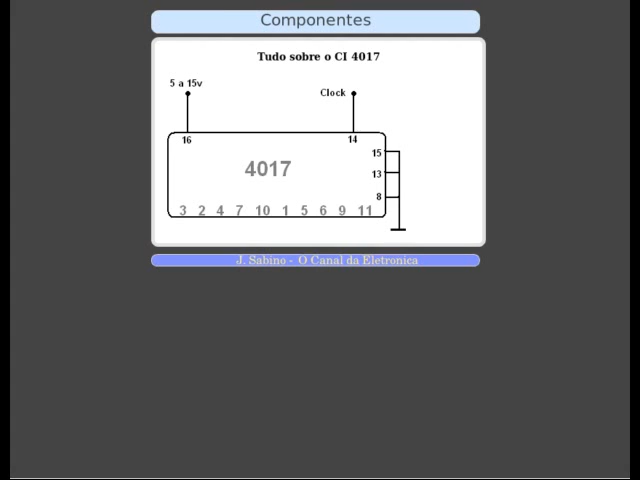 Componentes
Tudo sobre o CI 4017
5 a 15v
Clock
16
14
15
4017
13
8
3 2 4 7 10 1 5 6 9 11
J. Sabino - O Canal da Eletronica